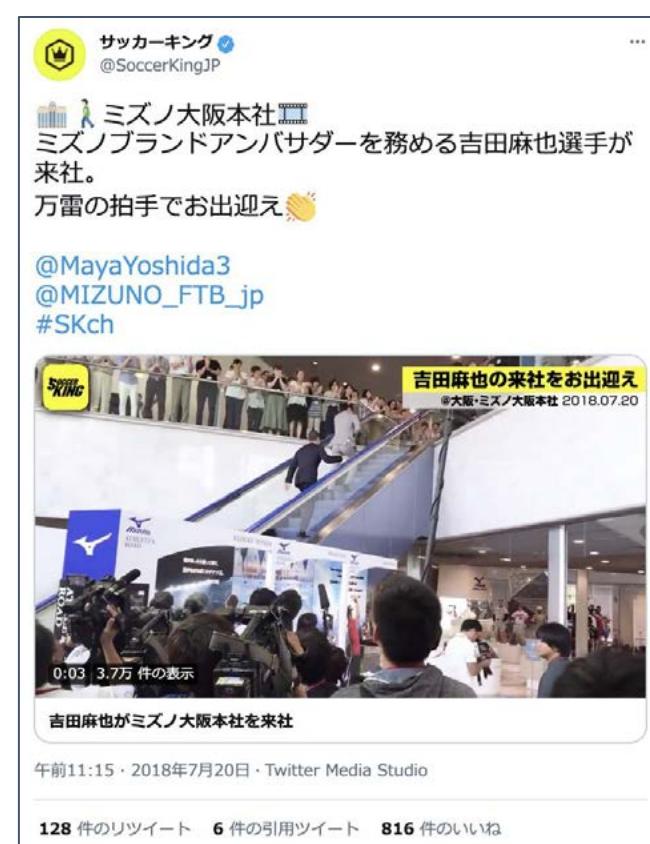 サッカーキング
@SoccerKingJP
ミズノ大阪本社
ミズノブランドアンバサダーを務める吉田麻也選手が
来社。
万雷の拍手でお出迎え
@MayaYoshida3
@MIZUNO_FTB_jp
#SKch
SOCCER KING
吉田麻也の来社をお出迎え
@大阪・ミズノ大阪本社 2018.07.20
0:03 3.7万 件の表示
吉田麻也がミズノ大阪本社を来社
午前11:15 · 2018年7月20日 · Twitter Media Studio
128 件のリツイート 6 件の引用ツイート 816 件のいいね